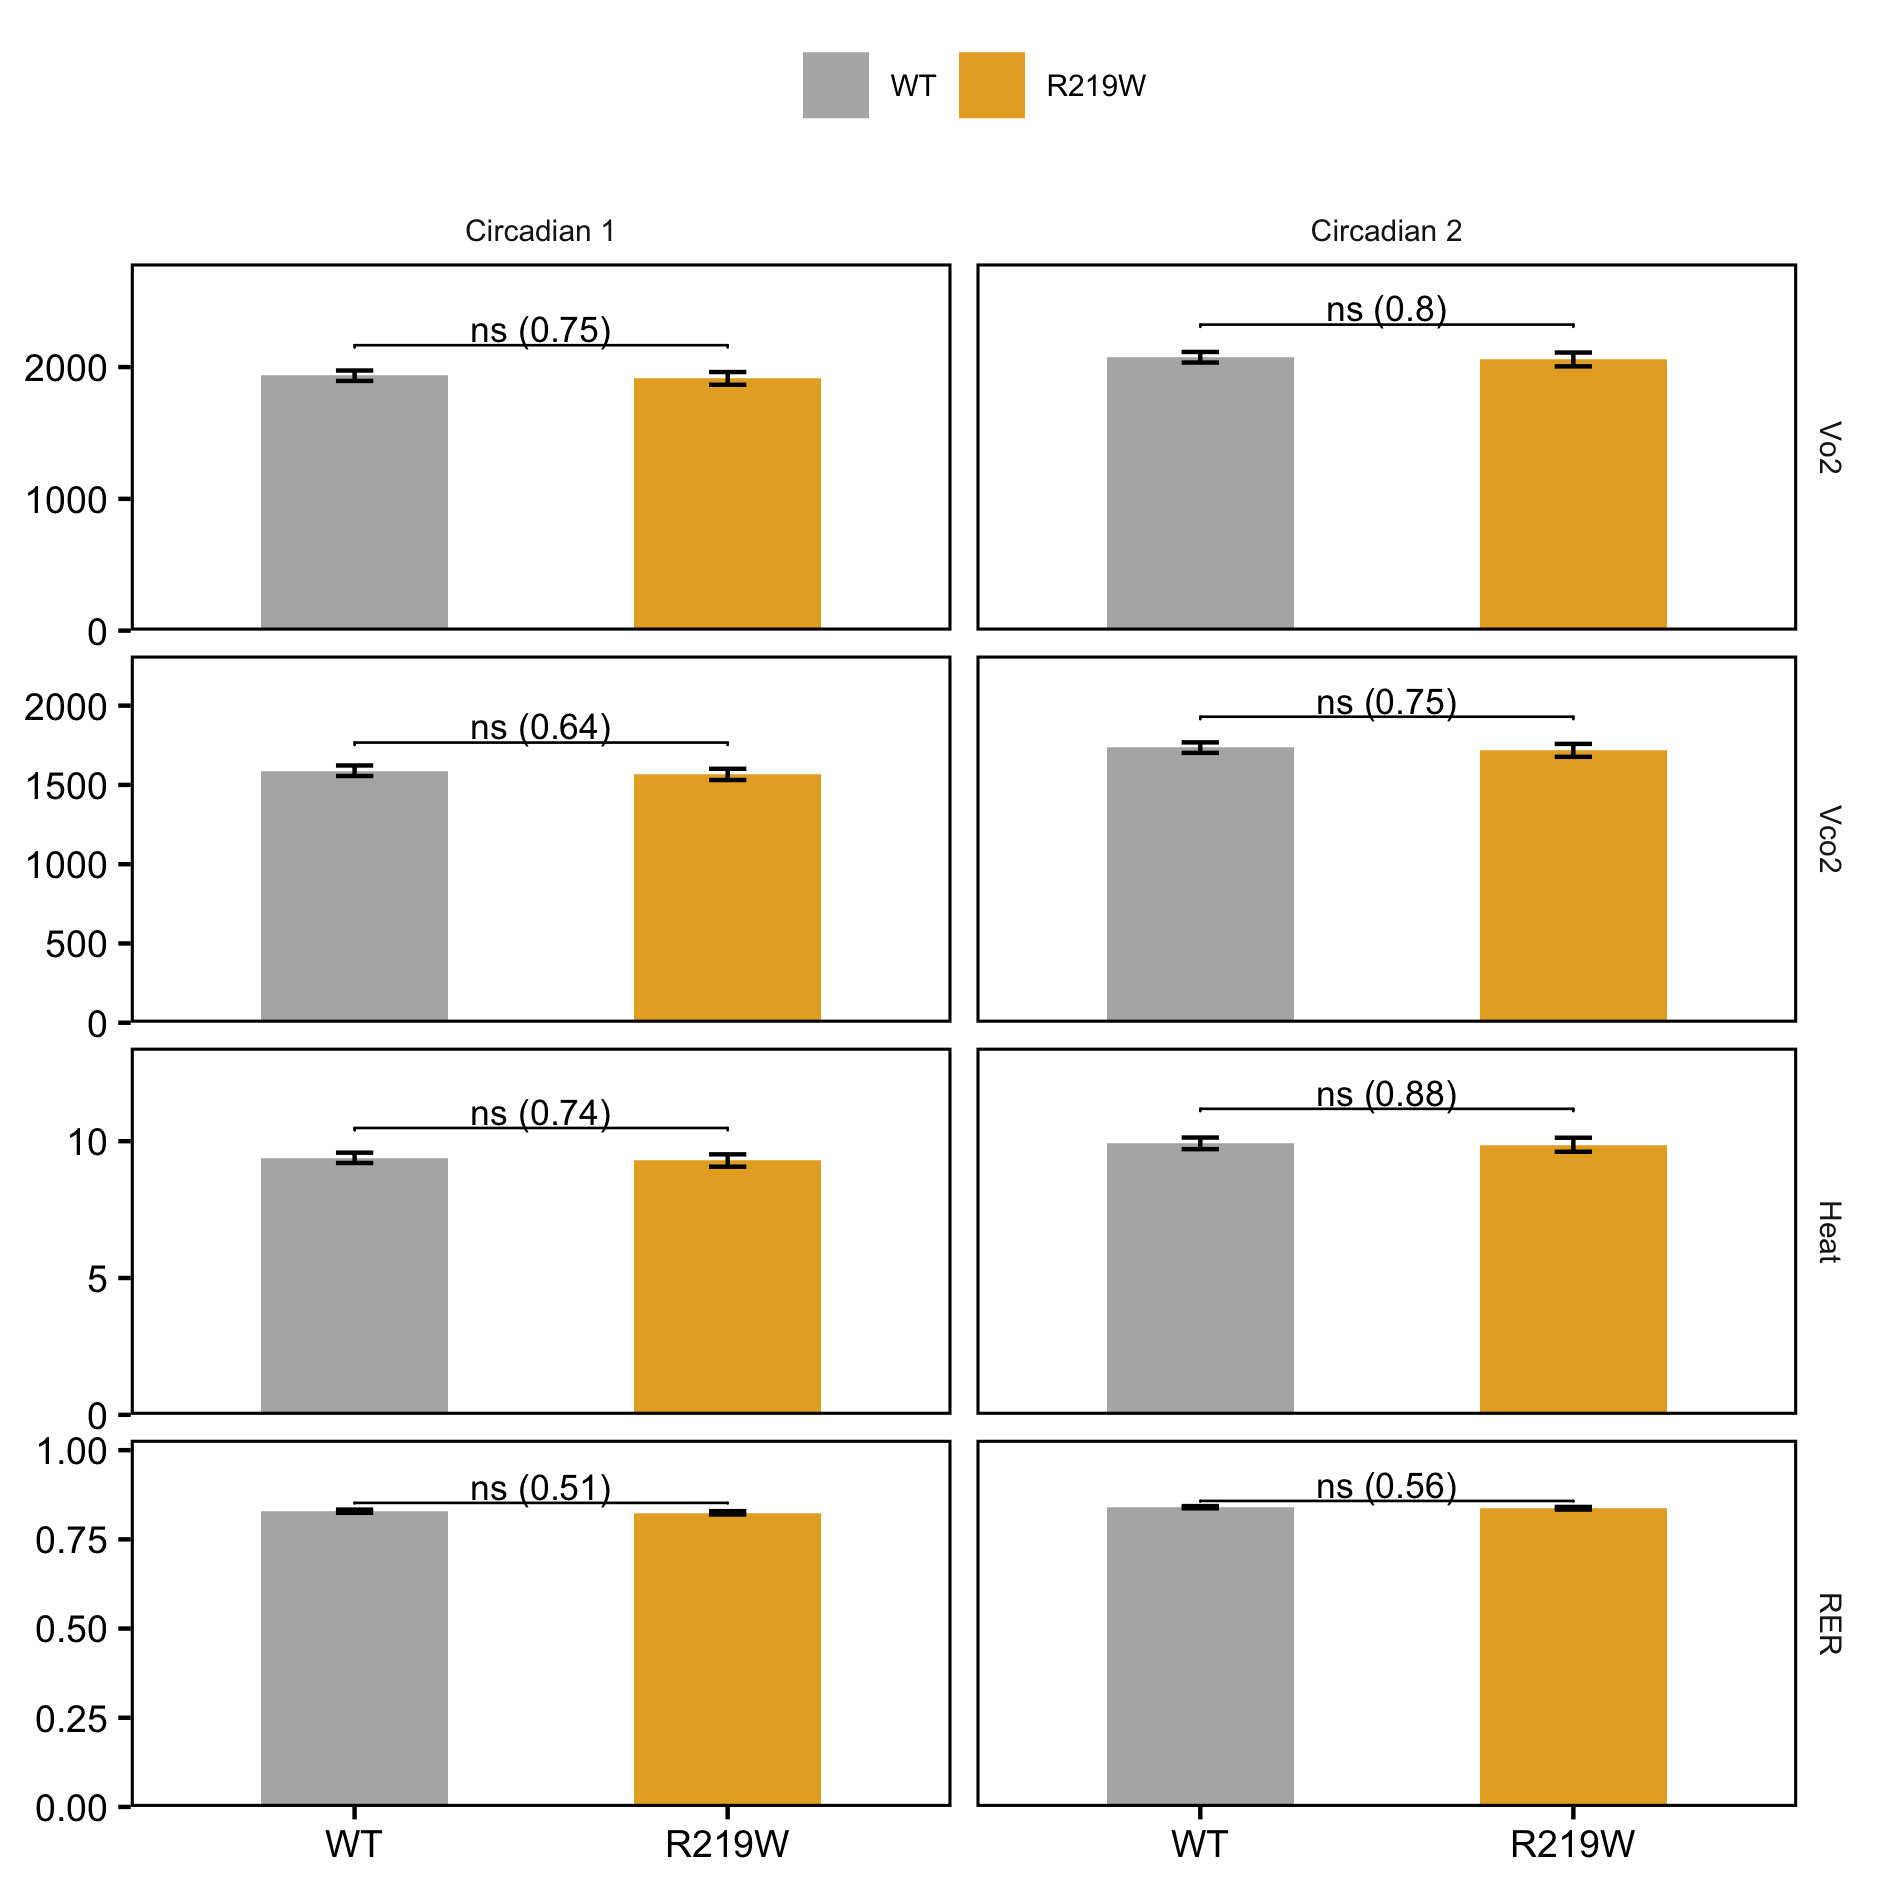 WT R219W
Circadian 1 Circadian 2
ns (0.75) ns (0.8)
2000
1000
0
Vo2
ns (0.64) ns (0.75)
2000
1500
1000
500
0
Vco2
ns (0.74) ns (0.88)
10
5
0
Heat
1.00
ns (0.51) ns (0.56)
0.75
0.50
0.25
0.00
RER
WT R219W WT R219W